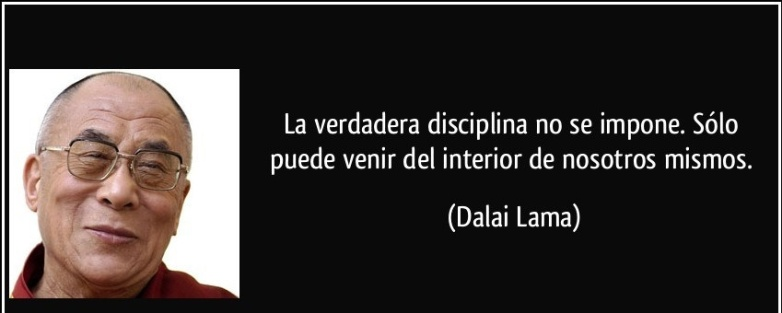 La verdadera disciplina no se impone. Sólo
puede venir del interior de nosotros mismos.
(Dalai Lama)